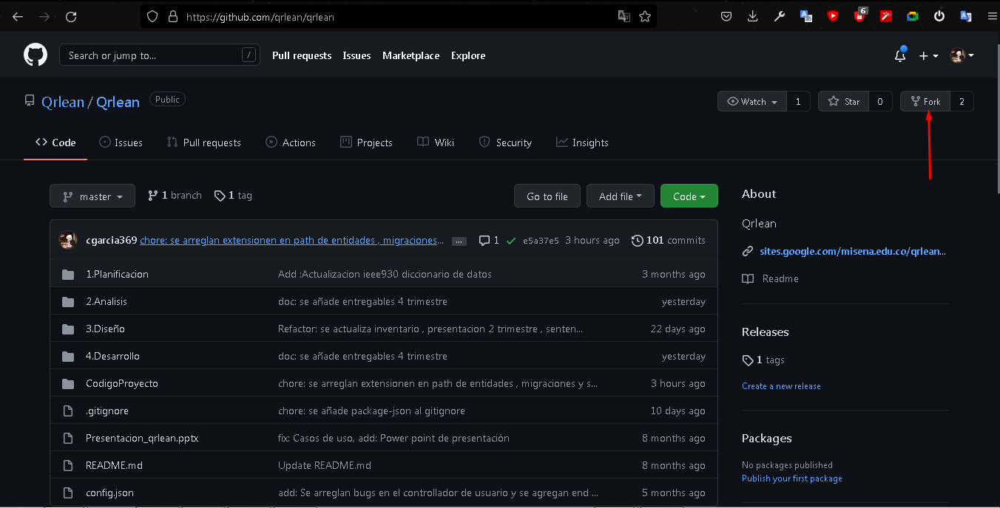 https://github.com/qrlean/qrlean
6
Search or jump to... /
Pull requests Issues Marketplace Explore
Qrlean / Qrlean Public
Watch 1 Star 0 Fork 2
Code Issues Pull requests Actions Projects Wiki Security Insights
master 1 branch 1 tag Go to file Add file Code
cgarcia369 chore: se arreglan extensionen en path de entidades , migraciones... ... 1 e5a37e5 3 hours ago 101 commits
1.Planificacion Add :Actualizacion ieee930 diccionario de datos 3 months ago
2.Analisis doc: se añade entregables 4 trimestre yesterday
3.Diseño Refactor: se actualiza inventario , presentacion 2 trimestre , senten... 22 days ago
4.Desarrollo doc: se añade entregables 4 trimestre yesterday
CodigoProyecto chore: se arreglan extensionen en path de entidades , migraciones y s... 3 hours ago
.gitignore chore: se añade package-json al gitignore 10 days ago
Presentacion_qrlean.pptx fix: Casos de uso, add: Power point de presentación 8 months ago
README.md Update README.md 8 months ago
config.json add: Se arreglan bugs en el controlador de usuario y se agregan end ... 5 months ago
About
Qrlean
sites.google.com/misena.edu.co/qrlean...
Readme
Releases
1 tags
Create a new release
Packages
No packages published
Publish your first package